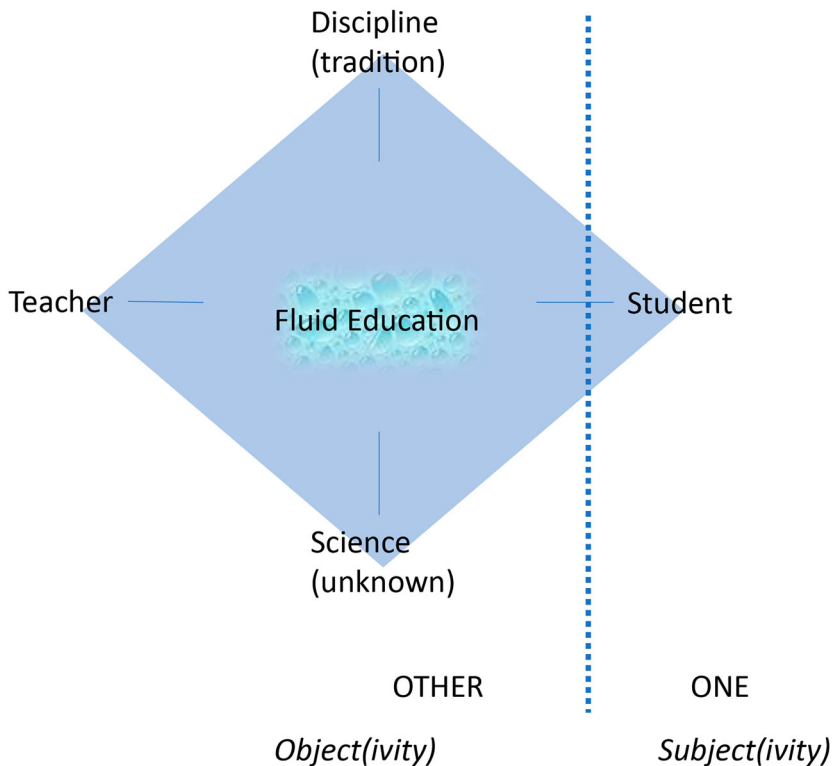 Discipline
(tradition)
Teacher
Fluid Education
Student
Science
(unknown)
OTHER
ONE
Object(ivity)
Subject(ivity)